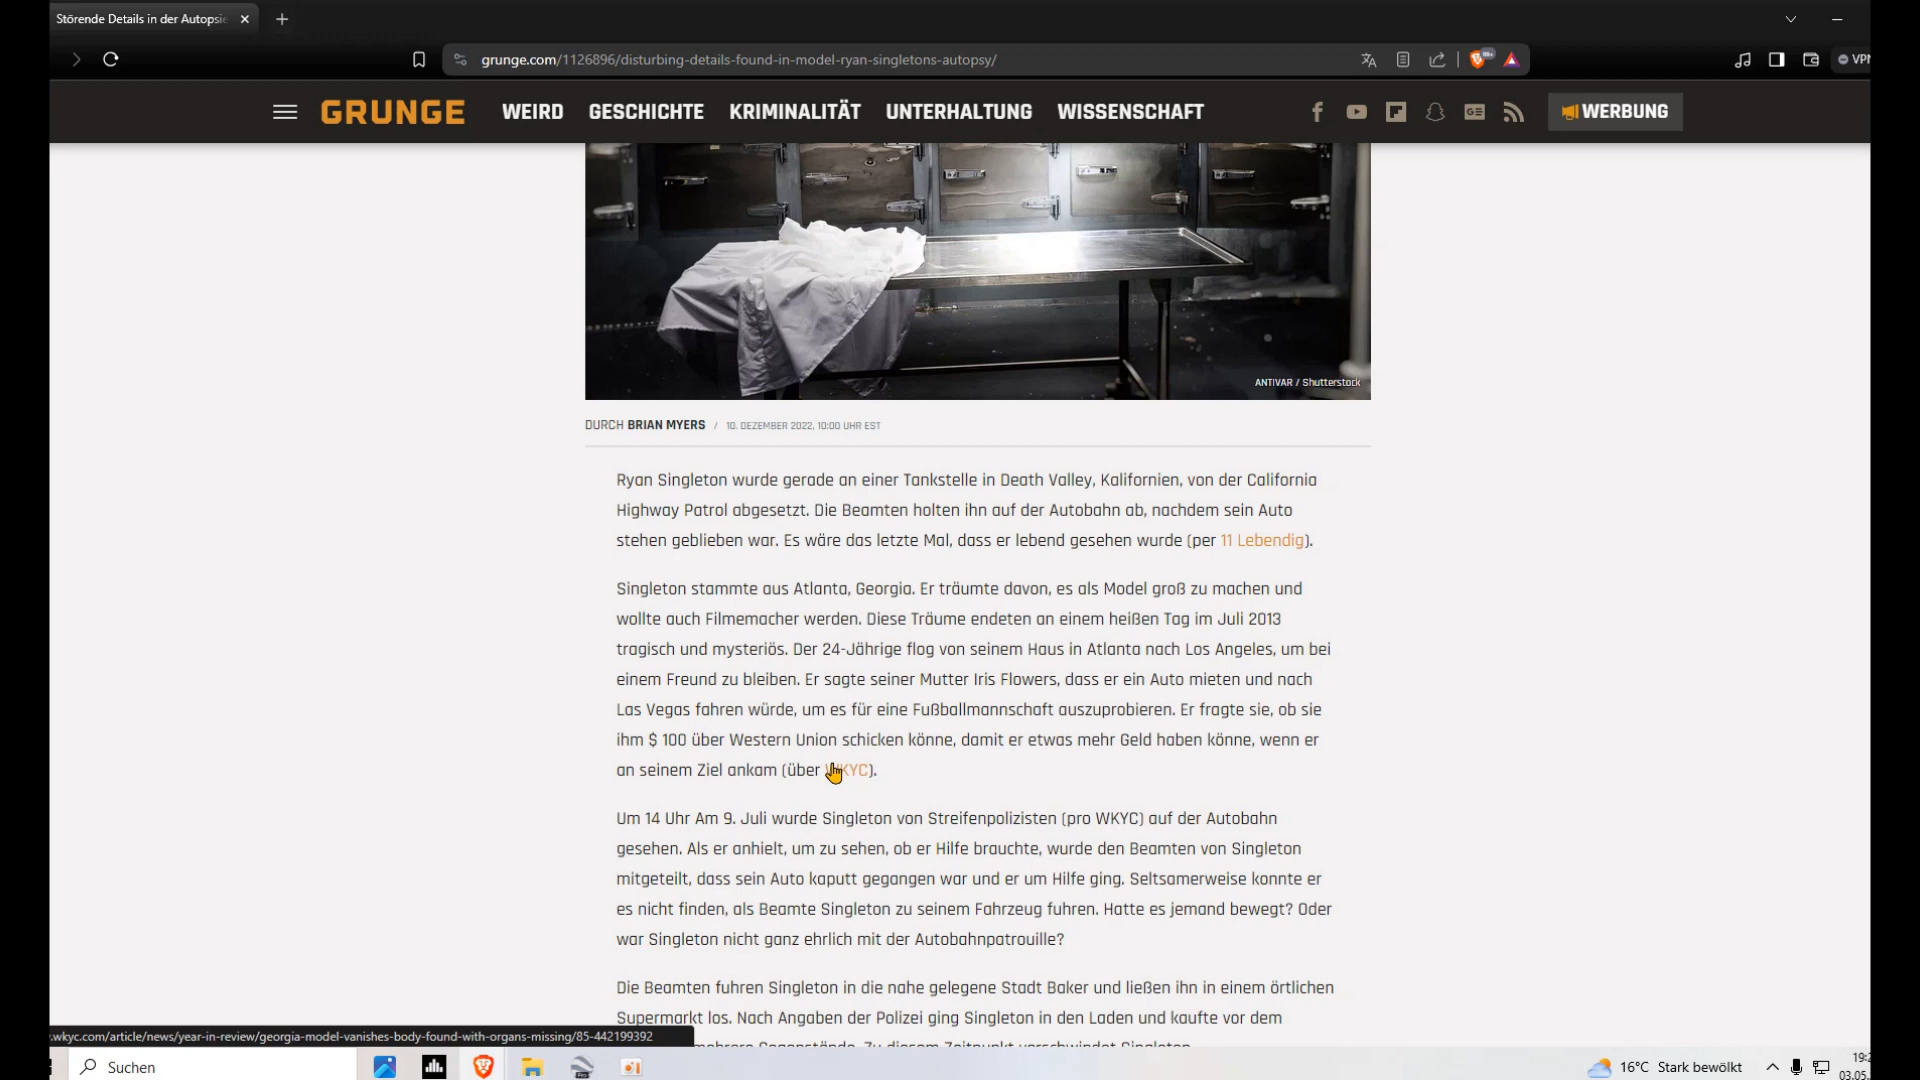 Störende Details in der Autopsie
grunge.com/1126896/disturbing-details-found-in-model-ryan-singletons-autopsy/
VPN
GRUNGE WEIRD GESCHICHTE KRIMINALITÄT UNTERHALTUNG WISSENSCHAFT WERBUNG
ANTIVAR / Shutterstock
DURCH BRIAN MYERS / 10. DEZEMBER 2022, 10:00 UHR EST
Ryan Singleton wurde gerade an einer Tankstelle in Death Valley, Kalifornien, von der California
Highway Patrol abgesetzt. Die Beamten holten ihn auf der Autobahn ab, nachdem sein Auto
stehen geblieben war. Es wäre das letzte Mal, dass er lebend gesehen wurde (per 11 Lebendig).
Singleton stammte aus Atlanta, Georgia. Er träumte davon, es als Model groß zu machen und
wollte auch Filmemacher werden. Diese Träume endeten an einem heißen Tag im Juli 2013
tragisch und mysteriös. Der 24-Jährige flog von seinem Haus in Atlanta nach Los Angeles, um bei
einem Freund zu bleiben. Er sagte seiner Mutter Iris Flowers, dass er ein Auto mieten und nach
Las Vegas fahren würde, um es für eine Fußballmannschaft auszuprobieren. Er fragte sie, ob sie
ihm $ 100 über Western Union schicken könne, damit er etwas mehr Geld haben könne, wenn er
an seinem Ziel ankam (über WKYC).
Um 14 Uhr Am 9. Juli wurde Singleton von Streifenpolizisten (pro WKYC) auf der Autobahn
gesehen. Als er anhielt, um zu sehen, ob er Hilfe brauchte, wurde den Beamten von Singleton
mitgeteilt, dass sein Auto kaputt gegangen war und er um Hilfe ging. Seltsamerweise konnte er
es nicht finden, als Beamte Singleton zu seinem Fahrzeug fuhren. Hatte es jemand bewegt? Oder
war Singleton nicht ganz ehrlich mit der Autobahnpatrouille?
Die Beamten fuhren Singleton in die nahe gelegene Stadt Baker und ließen ihn in einem örtlichen
Supermarkt los. Nach Angaben der Polizei ging Singleton in den Laden und kaufte vor dem
wkyc.com/article/news/year-in-review/georgia-model-vanishes-body-found-with-organs-missing/85-442199392
mehrere Gegenstände. Zu diesem Zeitpunkt verschwindet Singleton
Suchen
16°C Stark bewölkt
03.05.